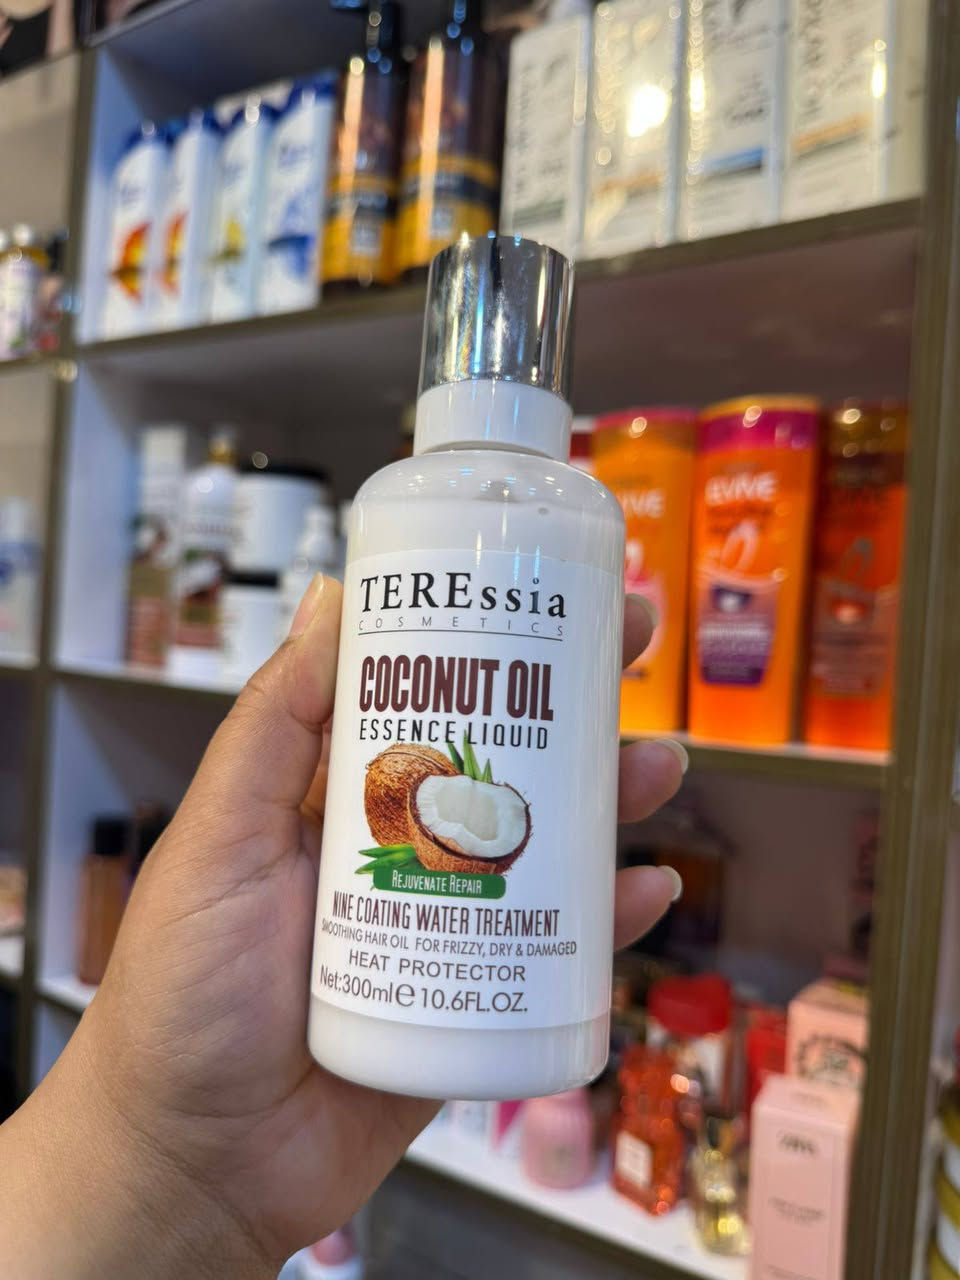 TEREssia
COSMETICS
COCONUT OIL
ESSENCE LIQUID
REJUVENATE REPAIR
NINE COATING WATER TREATMENT
SMOOTHING HAIR OIL FOR FRIZZY, DRY & DAMAGED
HEAT PROTECTOR
Net:300ml℮ 10.6FL.OZ.
ELVIVE